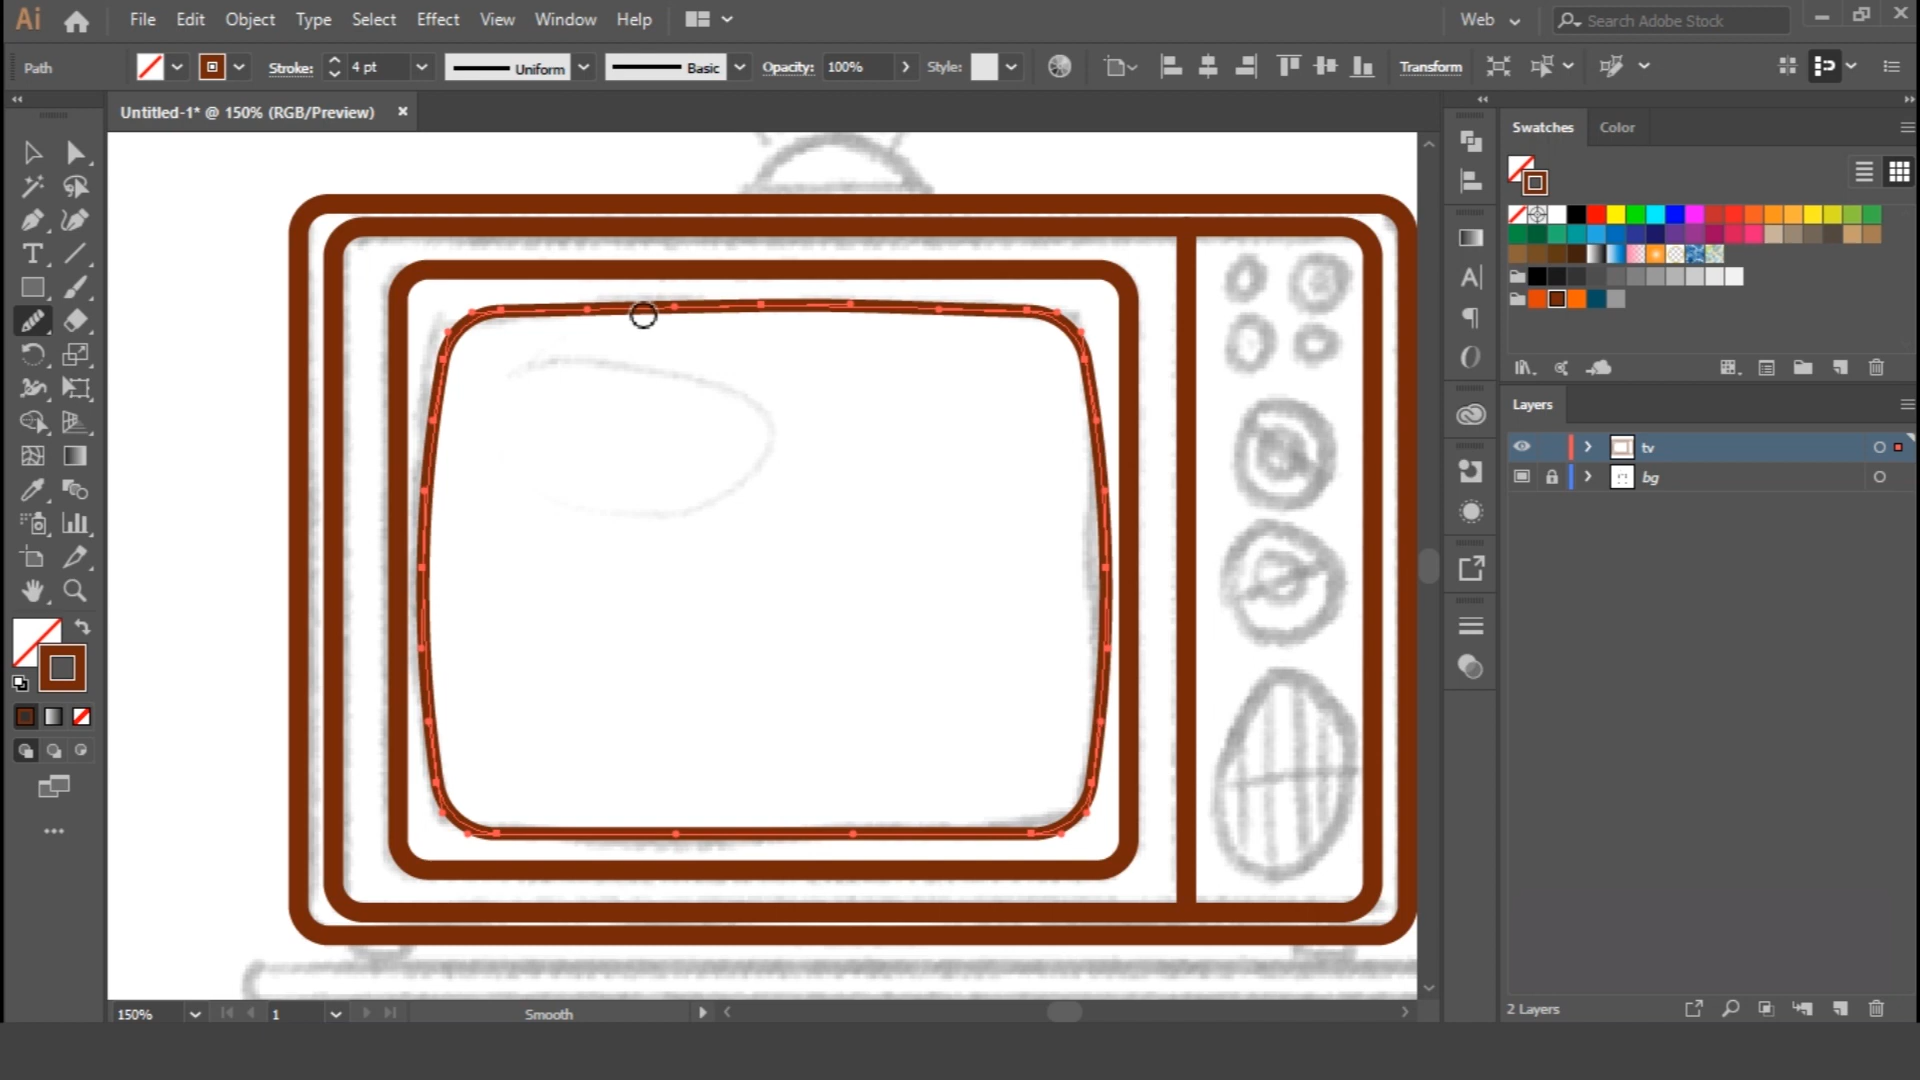 Ai File Edit Object Type Select Effect View Window Help Web Search Adobe Stock
Path Stroke: 4 pt Uniform Basic Opacity: 100% Style: Transform
Untitled-1* @ 150% (RGB/Preview)
Swatches Color
Layers
tv
bg
150% 1 Smooth
2 Layers